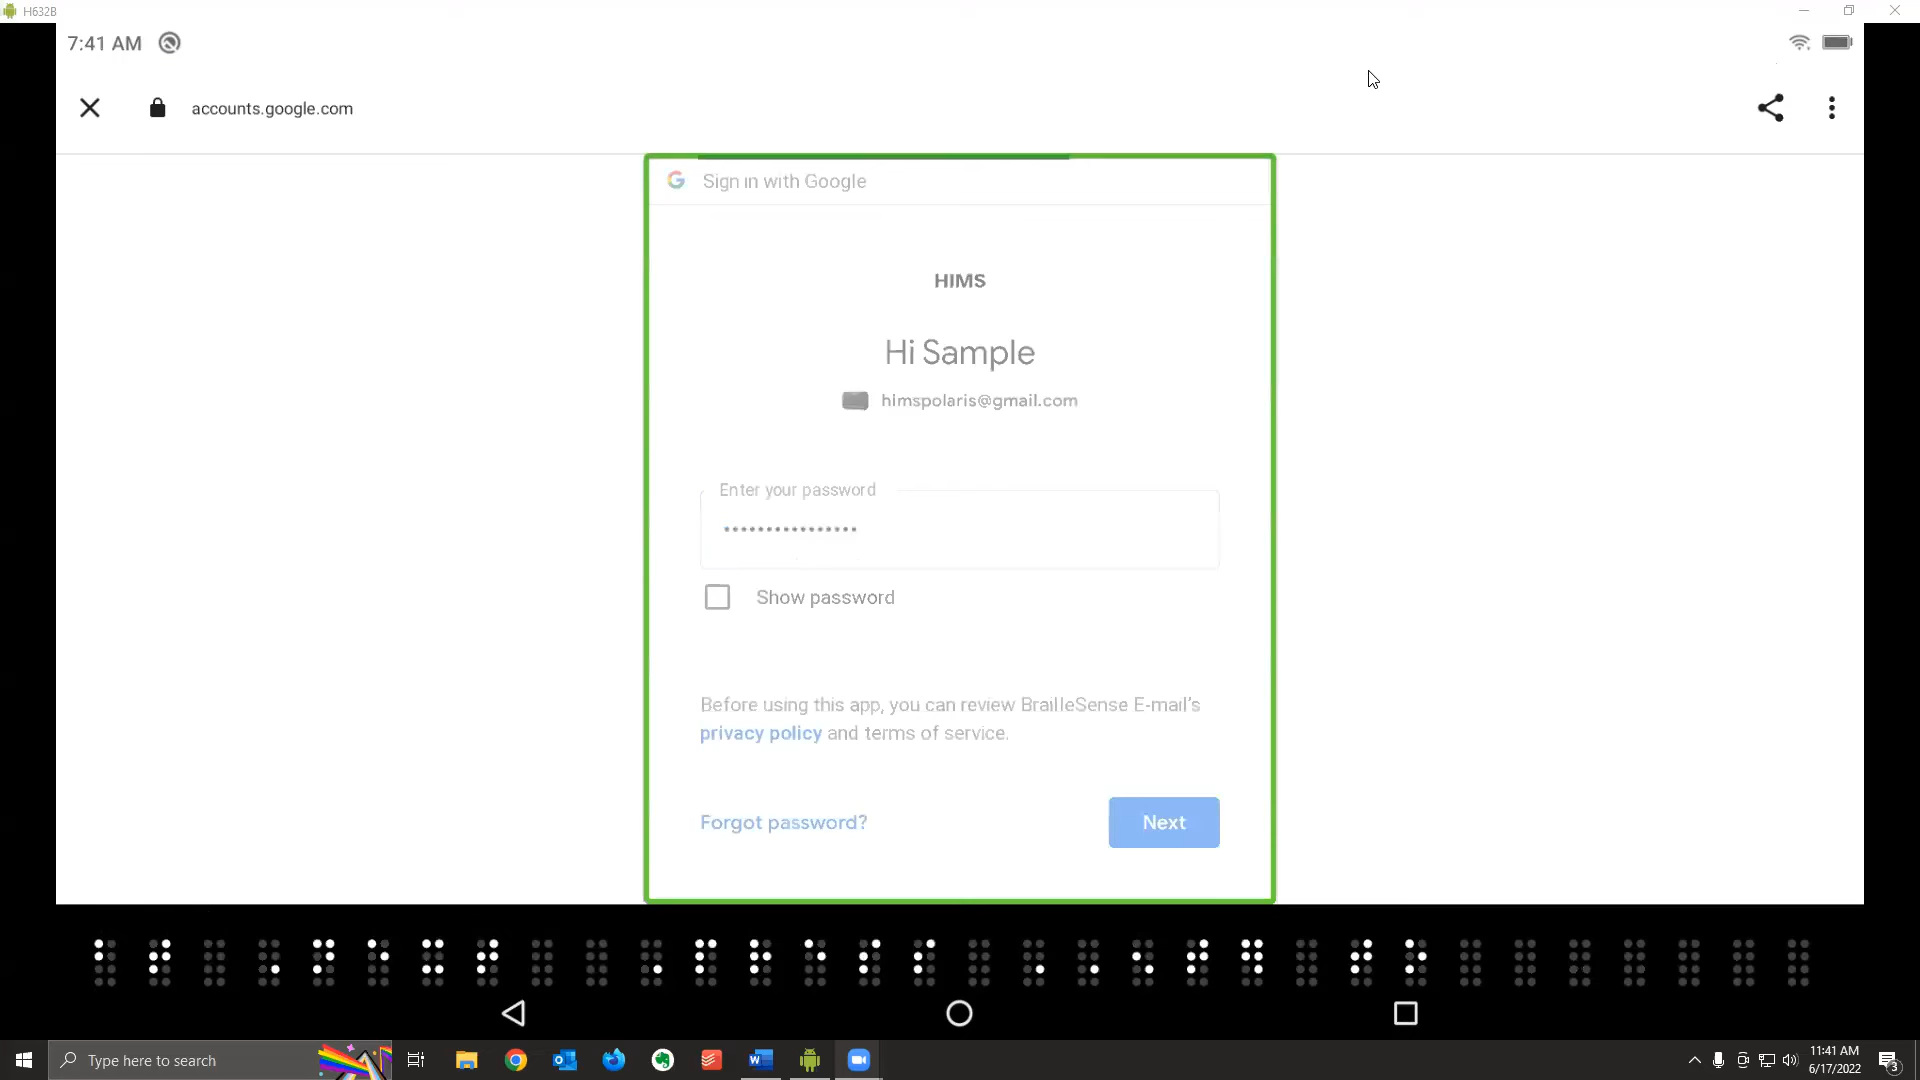 H632B
7:41 AM
accounts.google.com
Sign in with Google
HIMS
Hi Sample
himspolaris@gmail.com
Enter your password
••••••••••••••••
Show password
Before using this app, you can review BrailleSense E-mail's
privacy policy and terms of service.
Forgot password?
Next
Type here to search
11:41 AM
6/17/2022
3